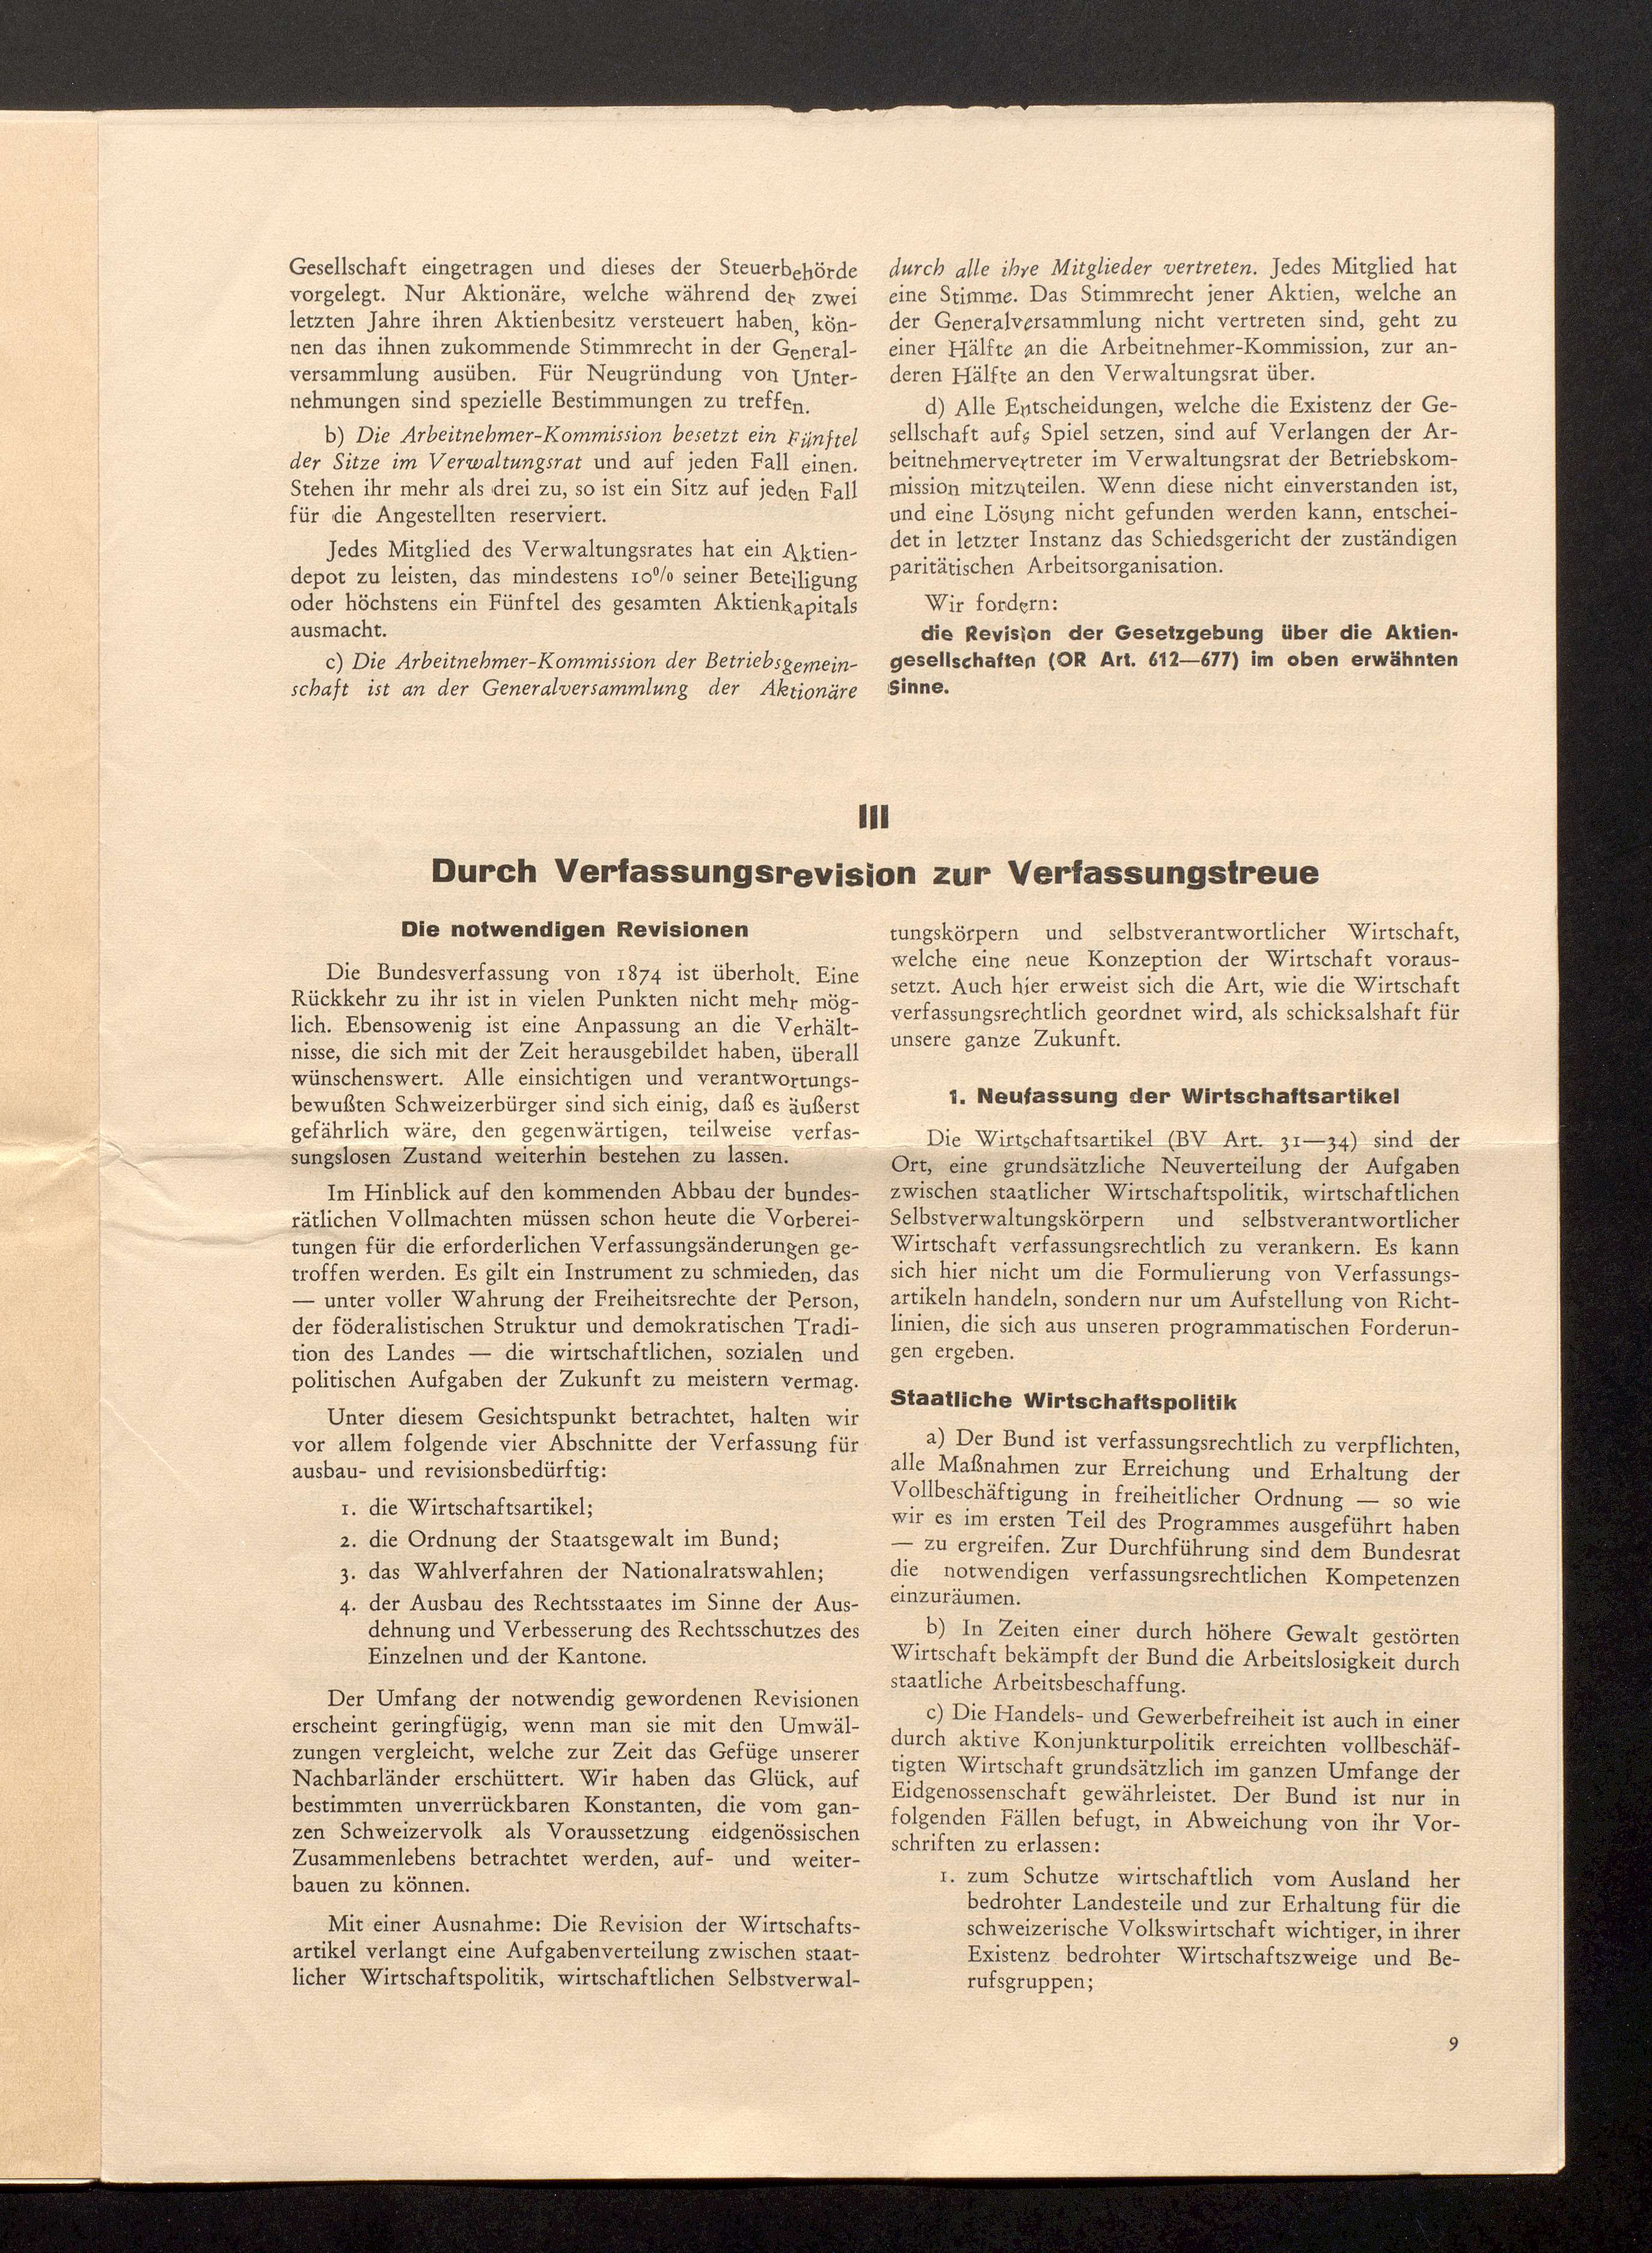 Gesellschaft eingetragen und dieses der Steuerbehörde
vorgelegt. Nur Aktionäre, welche während der zwei
letzten Jahre ihren Aktienbesitz versteuert haben, kön-
nen das ihnen zukommende Stimmrecht in der General-
versammlung ausüben. Für Neugründung von Unter-
nehmungen sind spezielle Bestimmungen zu treffen.
b) Die Arbeitnehmer-Kommission besetzt ein Fünftel
der Sitze im Verwaltungsrat und auf jeden Fall einen.
Stehen ihr mehr als drei zu, so ist ein Sitz auf jeden Fall
für die Angestellten reserviert.
Jedes Mitglied des Verwaltungsrates hat ein Aktien-
depot zu leisten, das mindestens 10% seiner Beteiligung
oder höchstens ein Fünftel des gesamten Aktienkapitals
ausmacht.
c) Die Arbeitnehmer-Kommission der Betriebsgemein-
schaft ist an der Generalversammlung der Aktionäre
durch alle ihre Mitglieder vertreten. Jedes Mitglied hat
eine Stimme. Das Stimmrecht jener Aktien, welche an
der Generalversammlung nicht vertreten sind, geht zu
einer Hälfte an die Arbeitnehmer-Kommission, zur an-
deren Hälfte an den Verwaltungsrat über.
d) Alle Entscheidungen, welche die Existenz der Ge-
sellschaft aufs Spiel setzen, sind auf Verlangen der Ar-
beitnehmervertreter im Verwaltungsrat der Betriebskom-
mission mitzuteilen. Wenn diese nicht einverstanden ist,
und eine Lösung nicht gefunden werden kann, entschei-
det in letzter Instanz das Schiedsgericht der zuständigen
paritätischen Arbeitsorganisation.
Wir fordern:
die Revision der Gesetzgebung über die Aktien-
gesellschaften (OR Art. 612—677) im oben erwähnten
Sinne.
III
Durch Verfassungsrevision zur Verfassungstreue
Die notwendigen Revisionen
Die Bundesverfassung von 1874 ist überholt. Eine
Rückkehr zu ihr ist in vielen Punkten nicht mehr mög-
lich. Ebensowenig ist eine Anpassung an die Verhält-
nisse, die sich mit der Zeit herausgebildet haben, überall
wünschenswert. Alle einsichtigen und verantwortungs-
bewußten Schweizerbürger sind sich einig, daß es äußerst
gefährlich wäre, den gegenwärtigen, teilweise verfas-
sungslosen Zustand weiterhin bestehen zu lassen.
Im Hinblick auf den kommenden Abbau der bundes-
rätlichen Vollmachten müssen schon heute die Vorberei-
tungen für die erforderlichen Verfassungsänderungen ge-
troffen werden. Es gilt ein Instrument zu schmieden, das
— unter voller Wahrung der Freiheitsrechte der Person,
der föderalistischen Struktur und demokratischen Tradi-
tion des Landes — die wirtschaftlichen, sozialen und
politischen Aufgaben der Zukunft zu meistern vermag.
Unter diesem Gesichtspunkt betrachtet, halten wir
vor allem folgende vier Abschnitte der Verfassung für
ausbau- und revisionsbedürftig:
1. die Wirtschaftsartikel;
2. die Ordnung der Staatsgewalt im Bund;
3. das Wahlverfahren der Nationalratswahlen;
4. der Ausbau des Rechtsstaates im Sinne der Aus-
dehnung und Verbesserung des Rechtsschutzes des
Einzelnen und der Kantone.
Der Umfang der notwendig gewordenen Revisionen
erscheint geringfügig, wenn man sie mit den Umwäl-
zungen vergleicht, welche zur Zeit das Gefüge unserer
Nachbarländer erschüttert. Wir haben das Glück, auf
bestimmten unverrückbaren Konstanten, die vom gan-
zen Schweizervolk als Voraussetzung eidgenössischen
Zusammenlebens betrachtet werden, auf- und weiter-
bauen zu können.
Mit einer Ausnahme: Die Revision der Wirtschafts-
artikel verlangt eine Aufgabenverteilung zwischen staat-
licher Wirtschaftspolitik, wirtschaftlichen Selbstverwal-
tungskörpern und selbstverantwortlicher Wirtschaft,
welche eine neue Konzeption der Wirtschaft voraus-
setzt. Auch hier erweist sich die Art, wie die Wirtschaft
verfassungsrechtlich geordnet wird, als schicksalshaft für
unsere ganze Zukunft.
1. Neufassung der Wirtschaftsartikel
Die Wirtschaftsartikel (BV Art. 31—34) sind der
Ort, eine grundsätzliche Neuverteilung der Aufgaben
zwischen staatlicher Wirtschaftspolitik, wirtschaftlichen
Selbstverwaltungskörpern und selbstverantwortlicher
Wirtschaft verfassungsrechtlich zu verankern. Es kann
sich hier nicht um die Formulierung von Verfassungs-
artikeln handeln, sondern nur um Aufstellung von Richt-
linien, die sich aus unseren programmatischen Forderun-
gen ergeben.
Staatliche Wirtschaftspolitik
a) Der Bund ist verfassungsrechtlich zu verpflichten,
alle Maßnahmen zur Erreichung und Erhaltung der
Vollbeschäftigung in freiheitlicher Ordnung — so wie
wir es im ersten Teil des Programmes ausgeführt haben
— zu ergreifen. Zur Durchführung sind dem Bundesrat
die notwendigen verfassungsrechtlichen Kompetenzen
einzuräumen.
b) In Zeiten einer durch höhere Gewalt gestörten
Wirtschaft bekämpft der Bund die Arbeitslosigkeit durch
staatliche Arbeitsbeschaffung.
c) Die Handels- und Gewerbefreiheit ist auch in einer
durch aktive Konjunkturpolitik erreichten vollbeschäf-
tigten Wirtschaft grundsätzlich im ganzen Umfange der
Eidgenossenschaft gewährleistet. Der Bund ist nur in
folgenden Fällen befugt, in Abweichung von ihr Vor-
schriften zu erlassen:
1. zum Schutze wirtschaftlich vom Ausland her
bedrohter Landesteile und zur Erhaltung für die
schweizerische Volkswirtschaft wichtiger, in ihrer
Existenz bedrohter Wirtschaftszweige und Be-
rufsgruppen;
9